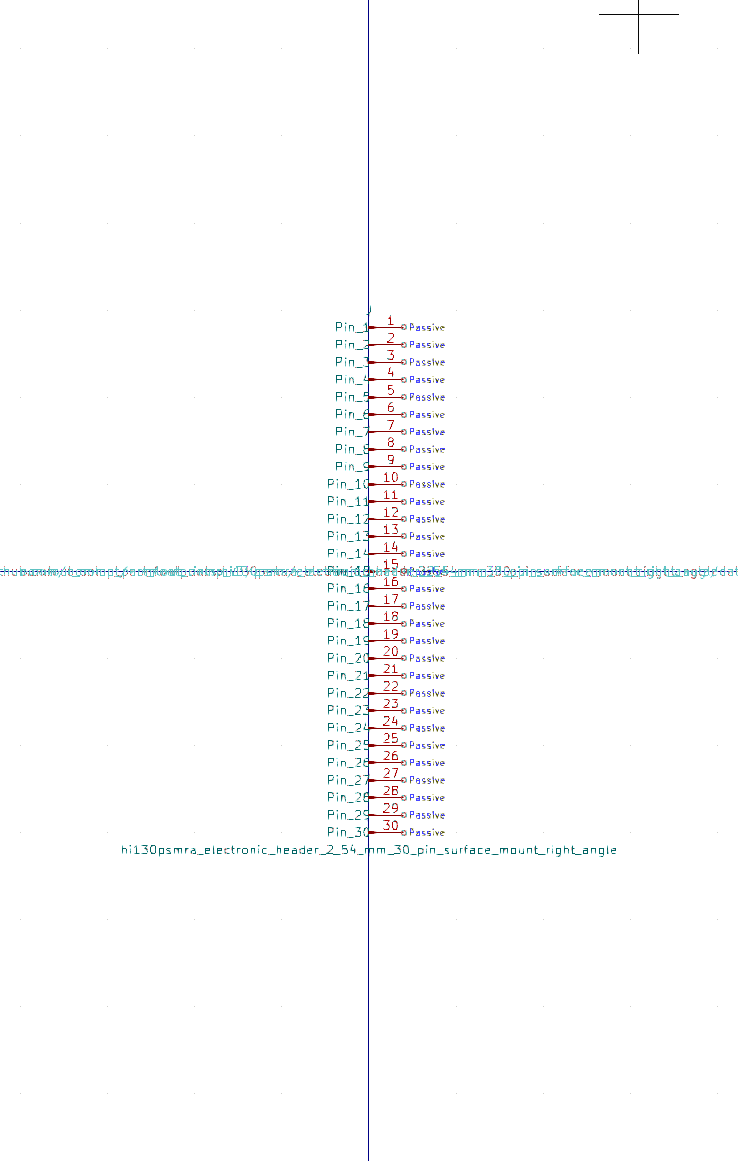 J
Pin_1 1 Passive
Pin_2 2 Passive
Pin_3 3 Passive
Pin_4 4 Passive
Pin_5 5 Passive
Pin_6 6 Passive
Pin_7 7 Passive
Pin_8 8 Passive
Pin_9 9 Passive
Pin_10 10 Passive
Pin_11 11 Passive
Pin_12 12 Passive
Pin_13 13 Passive
Pin_14 14 Passive
15
Pin_16 16 Passive
Pin_17 17 Passive
Pin_18 18 Passive
Pin_19 19 Passive
Pin_20 20 Passive
Pin_21 21 Passive
Pin_22 22 Passive
Pin_23 23 Passive
Pin_24 24 Passive
Pin_25 25 Passive
Pin_26 26 Passive
Pin_27 27 Passive
Pin_28 28 Passive
Pin_29 29 Passive
Pin_30 30 Passive
hi130psmra_electronic_header_2_54_mm_30_pin_surface_mount_right_angle